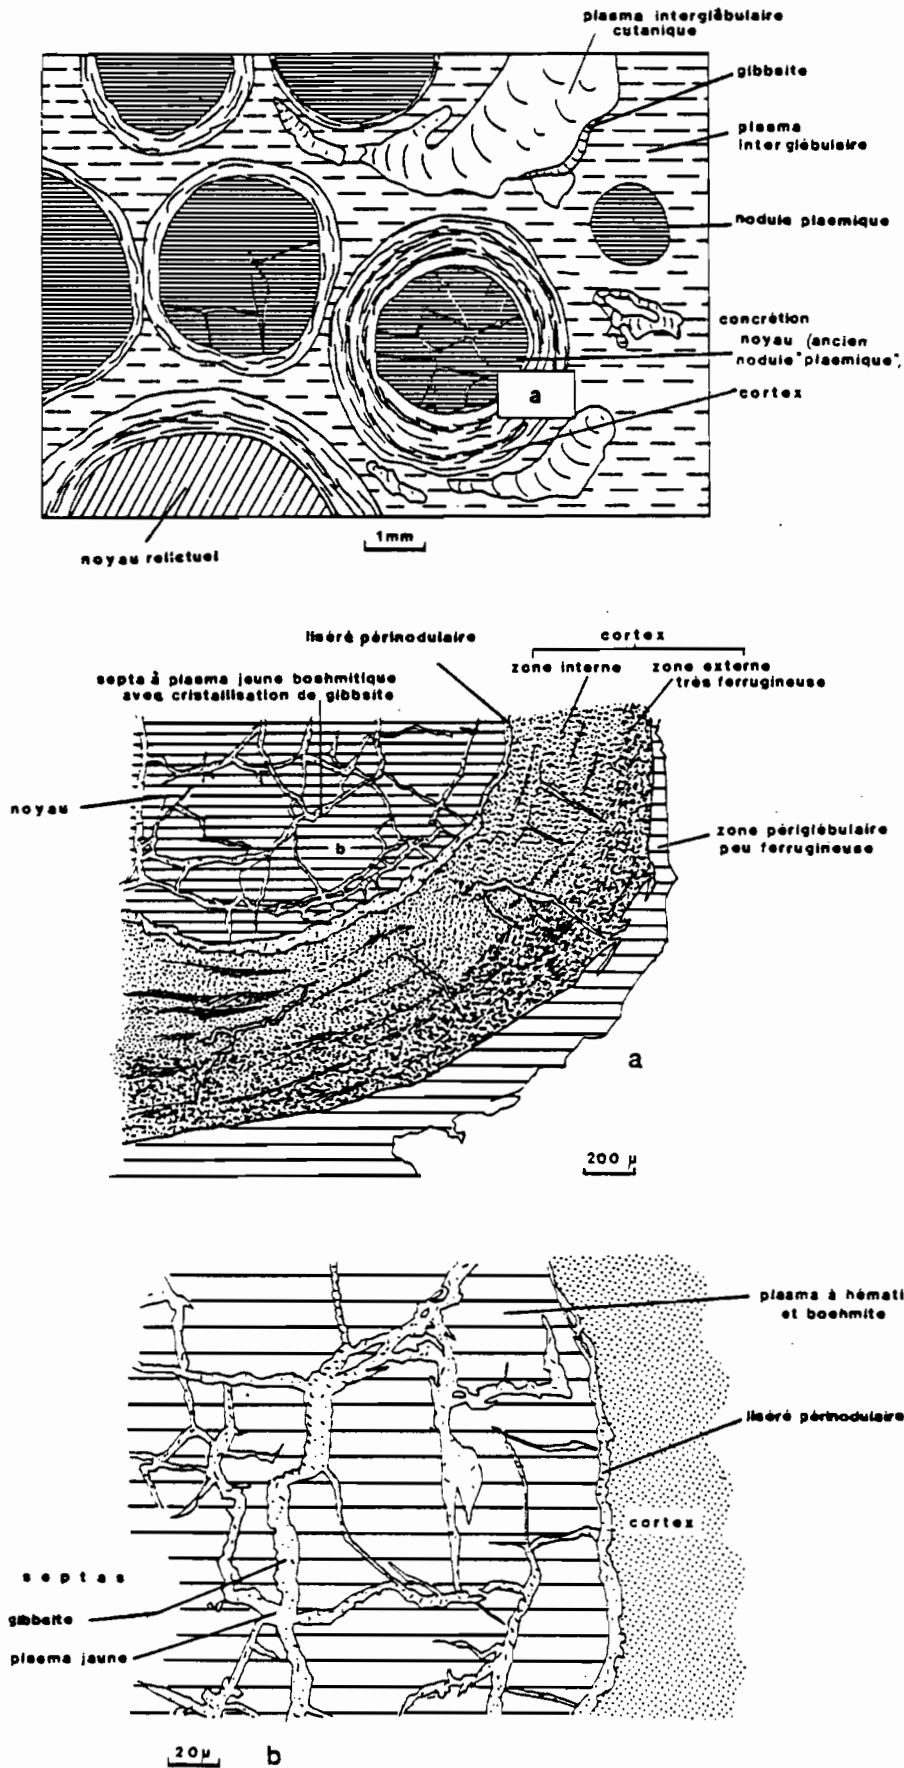 plasma interglêbulaire
cutanique
gibbsite
plasma
interglébulaire
nodule plasmique
concrétion
noyau (ancien
nodule "plasmique",
a
cortex
1mm
noyau relictuel
liséré périnodulaire
cortex
zone interne
zone externe
très ferrugineuse
septa à plasma jaune boehmitique
avec cristallisation de gibbsite
noyau
b
zone périglébulaire
peu ferrugineuse
a
200 µ
plasma à hémati
et boehmite
liséré périnodulaire
cortex
septas
gibbsite
plasma jaune
20µ
b